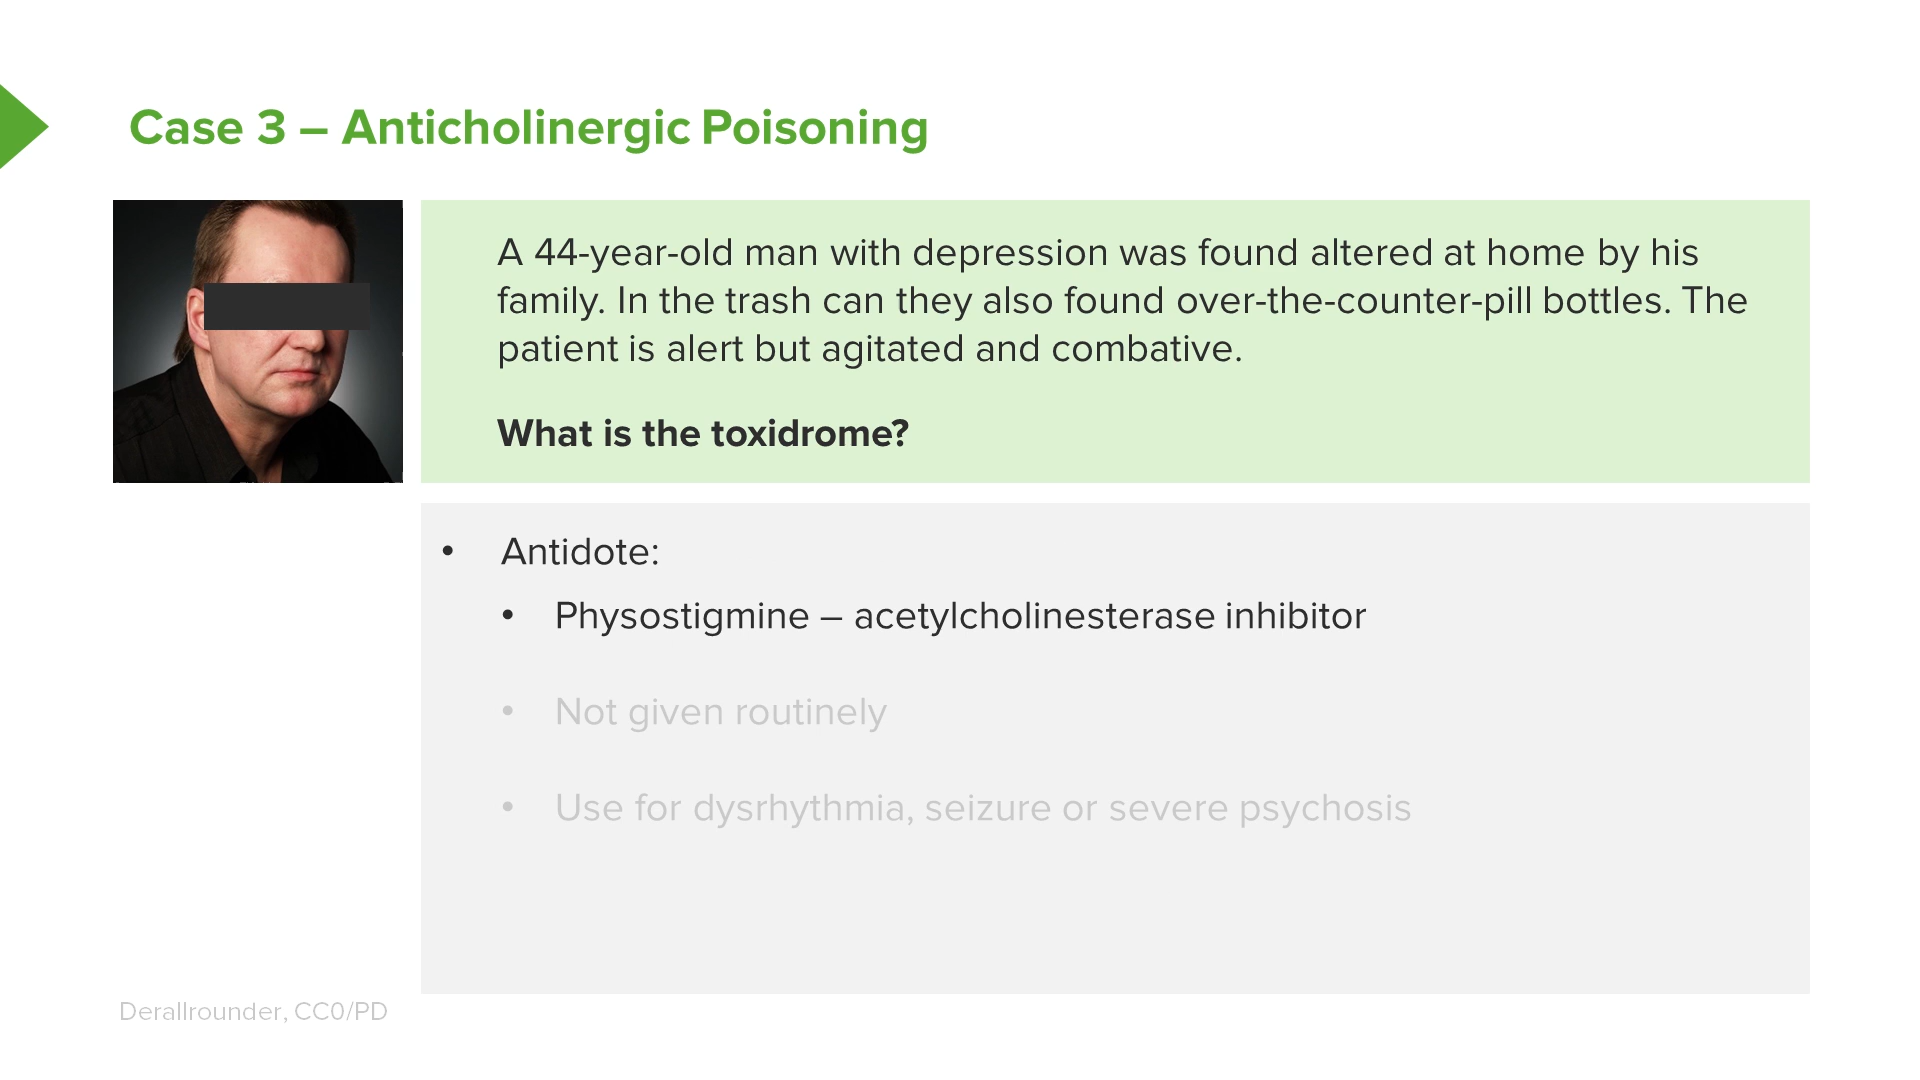 Case 3 – Anticholinergic Poisoning
A 44-year-old man with depression was found altered at home by his
family. In the trash can they also found over-the-counter-pill bottles. The
patient is alert but agitated and combative.
What is the toxidrome?
• Antidote:
• Physostigmine – acetylcholinesterase inhibitor
• Not given routinely
• Use for dysrhythmia, seizure or severe psychosis
Derallrounder, CC0/PD